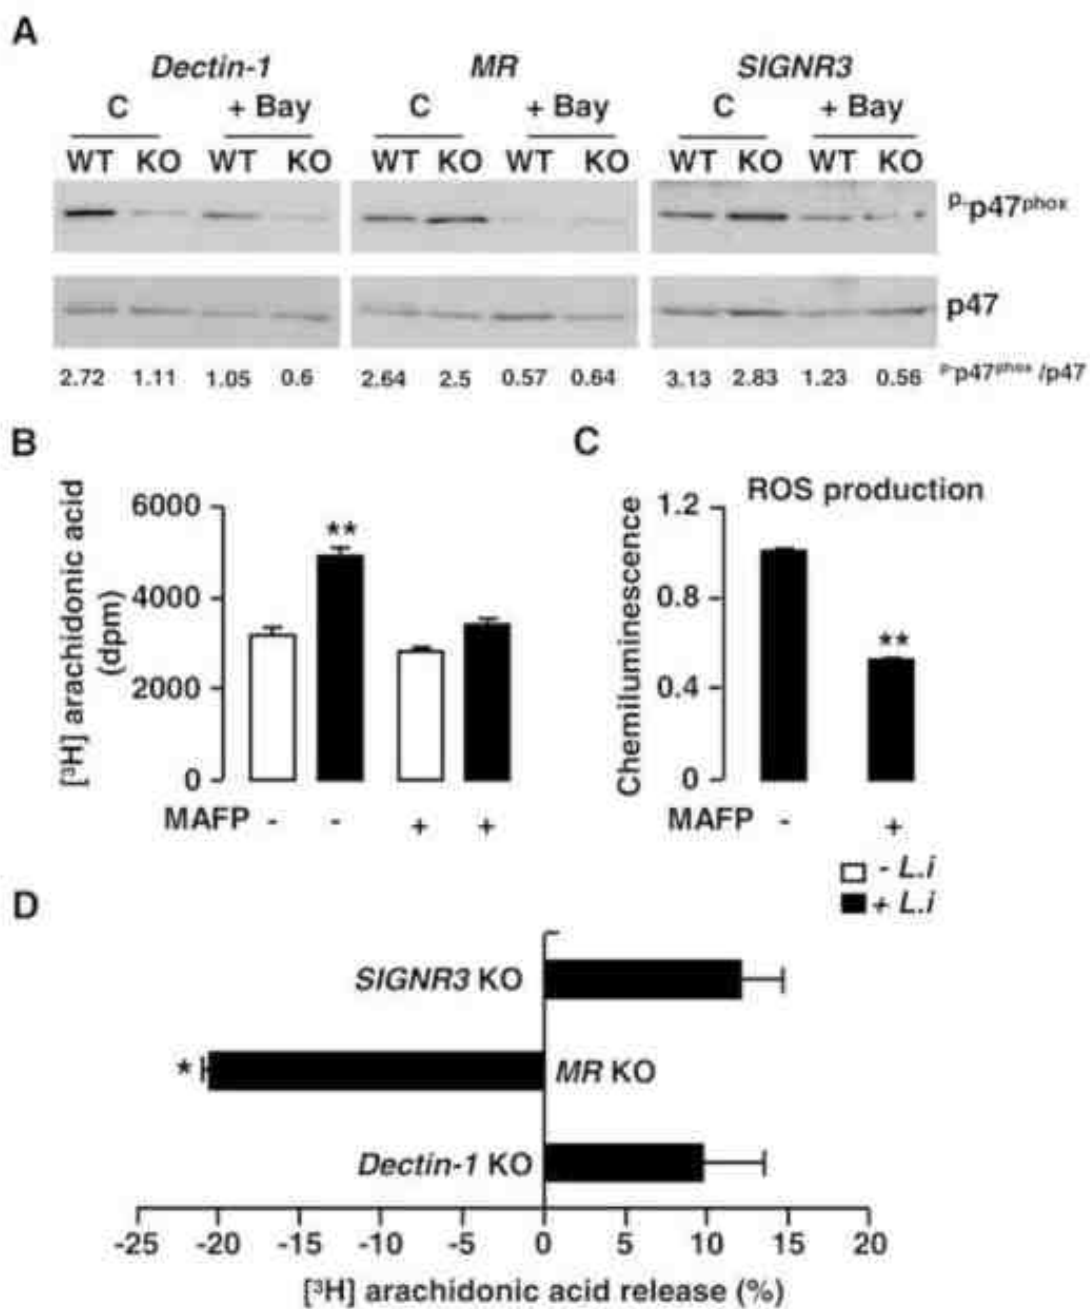 A
Dectin-1 MR SIGNR3
C + Bay C + Bay C + Bay
WT KO WT KO WT KO WT KO WT KO WT KO
p-p47phox
p47
2.72 1.11 1.05 0.6 2.64 2.5 0.57 0.64 3.13 2.83 1.23 0.56 p-p47phox /p47
B
[3H] arachidonic acid
(dpm)
6000
4000
2000
0
**
MAFP - - + +
C
ROS production
Chemiluminescence
1.2
0.8
0.4
0
**
MAFP - +
- L.i
+ L.i
D
SIGNR3 KO
* MR KO
Dectin-1 KO
-25 -20 -15 -10 -5 0 5 10 15 20
[3H] arachidonic acid release (%)